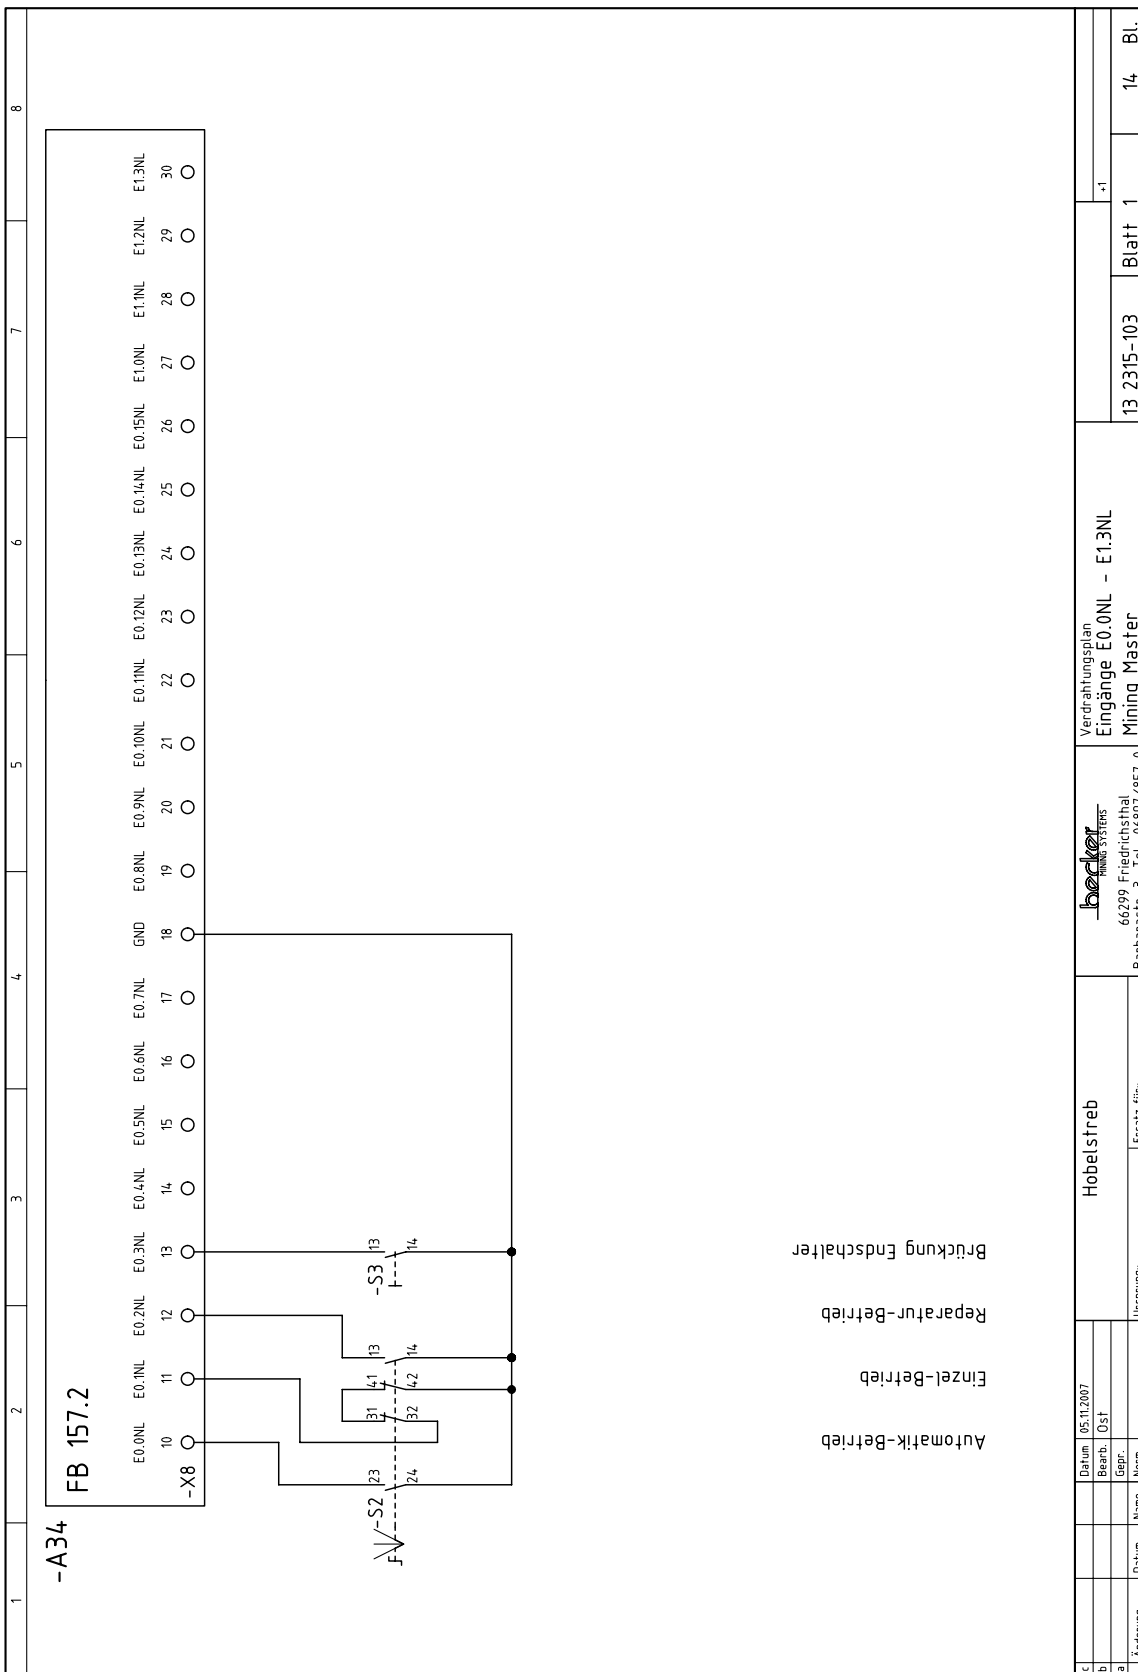 1 2 3 4 5 6 7 8
-A34
FB 157.2
E0.0NL E0.1NL E0.2NL E0.3NL E0.4NL E0.5NL E0.6NL E0.7NL GND E0.8NL E0.9NL E0.10NL E0.11NL E0.12NL E0.13NL E0.14NL E0.15NL E1.0NL E1.1NL E1.2NL E1.3NL
-X8 10 11 12 13 14 15 16 17 18 19 20 21 22 23 24 25 26 27 28 29 30
-S2 23 31 41 13 -S3 13
24 32 42 14 14
Automatik-Betrieb
Einzel-Betrieb
Reparatur-Betrieb
Brückung Endschalter
c
b
a
Änderung Datum Name Norm
Datum 05.11.2007
Bearb. Ost
Gepr.
Hobelstreb
becker
MINING SYSTEMS
66299 Friedrichsthal
Verdrahtungsplan
Eingänge E0.0NL - E1.3NL
Mining Master
+1
13 2315-103 Blatt 1 14 Bl.